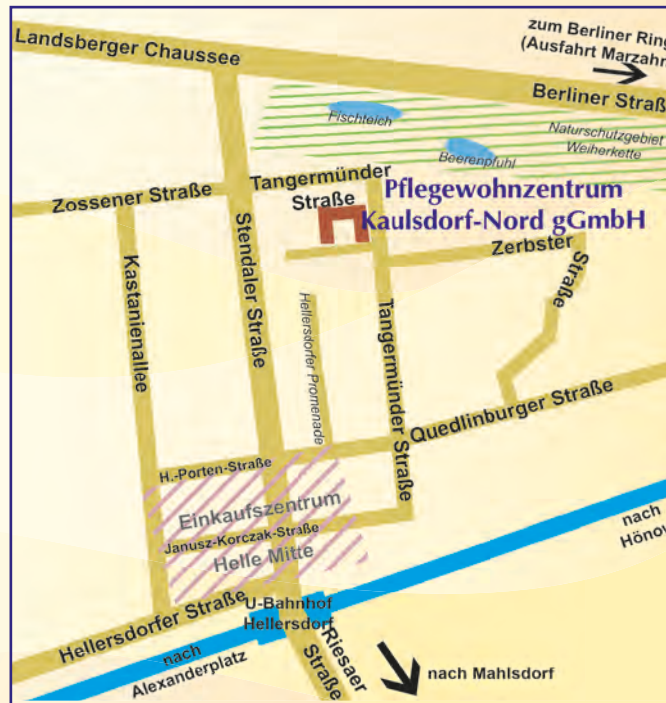 Landsberger Chaussee
zum Berliner Ring
(Ausfahrt Marzahn
Berliner Straß
Fischteich
Naturschutzgebiet
Weiherkette
Beerenpfuhl
Tangermünder
Straße
Zossener Straße
Pflegewohnzentrum
Kaulsdorf-Nord gGmbH
Zerbster
Straße
Kastanienallee
Stendaler Straße
Hellersdorfer Promenade
Tangermünder Straße
Quedlinburger Straße
H.-Porten-Straße
Einkaufszentrum
Janusz-Korczak-Straße
Helle Mitte
nach
Hönow
Hellersdorfer Straße
U-Bahnhof
Hellersdorf
nach
Alexanderplatz
Riesaer
Straße
nach Mahlsdorf